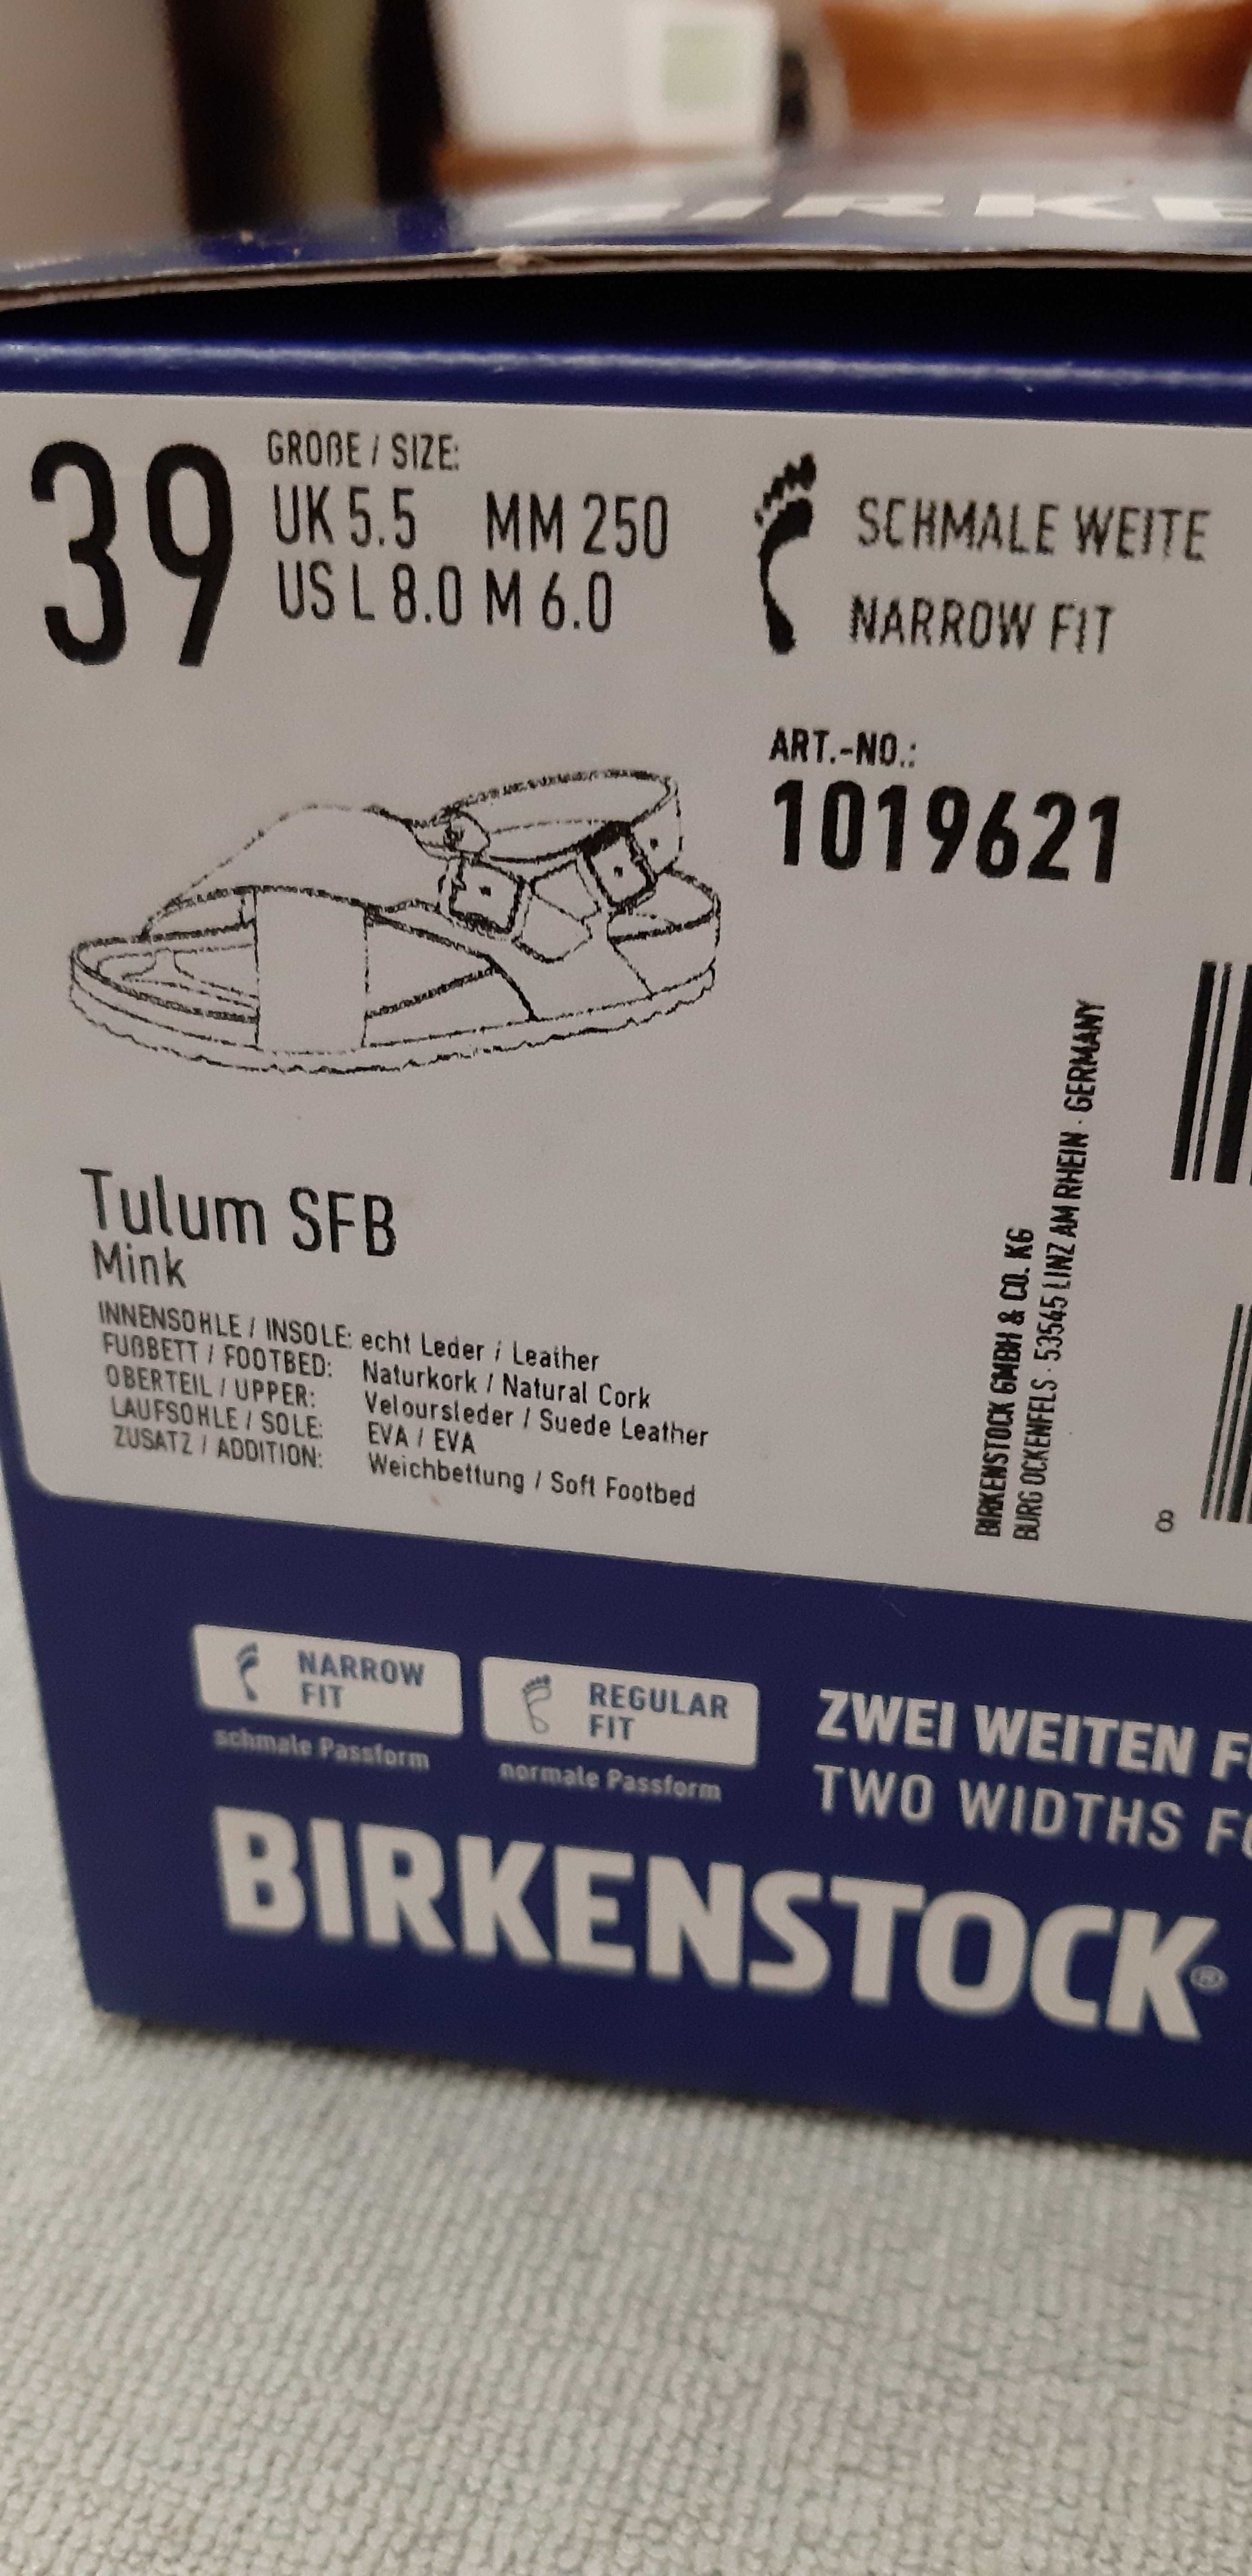 BIRKE
39
GRÖßE / SIZE:
UK 5.5 MM 250
US L 8.0 M 6.0
SCHMALE WEITE
NARROW FIT
ART.-NO.:
1019621
Tulum SFB
Mink
INNENSOHLE / INSOLE: echt Leder / Leather
FUßBETT / FOOTBED: Naturkork / Natural Cork
OBERTEIL / UPPER: Veloursleder / Suede Leather
LAUFSOHLE / SOLE: EVA / EVA
ZUSATZ / ADDITION: Weichbettung / Soft Footbed
BIRKENSTOCK GMBH & CO. KG
BURG OCKENFELS · 53545 LINZ AM RHEIN · GERMANY
8
NARROW FIT
schmale Passform
REGULAR FIT
normale Passform
ZWEI WEITEN F
TWO WIDTHS F
BIRKENSTOCK®